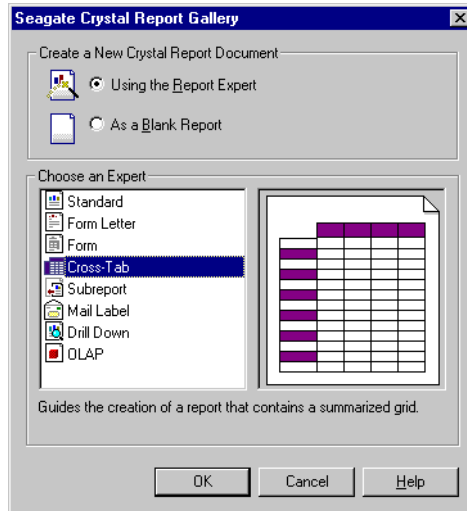 Seagate Crystal Report Gallery
Create a New Crystal Report Document
Using the Report Expert
As a Blank Report
Choose an Expert
Standard
Form Letter
Form
Cross-Tab
Subreport
Mail Label
Drill Down
OLAP
Guides the creation of a report that contains a summarized grid.
OK Cancel Help